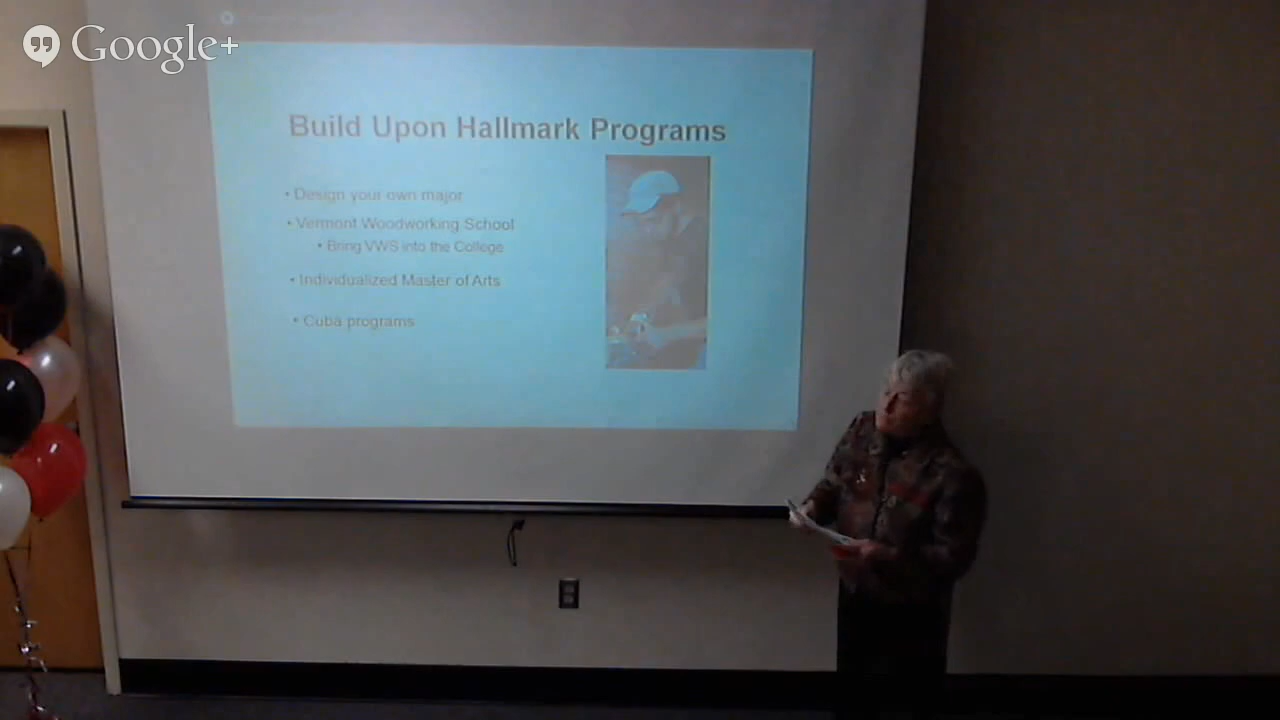 Google+
Build Upon Hallmark Programs
• Design your own major
• Vermont Woodworking School
• Bring VWS into the College
• Individualized Master of Arts
• Cuba programs